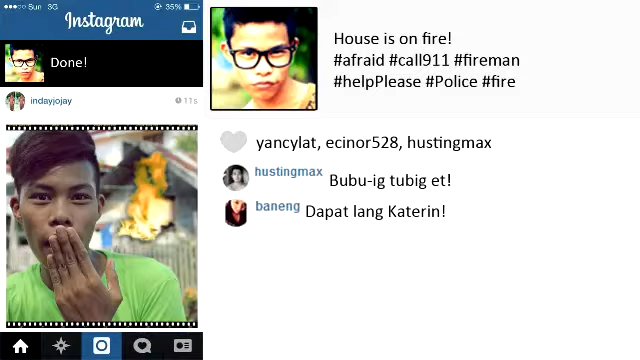 Sun 3G 35%
Instagram
Done!
indayjojay 11s
House is on fire!
#afraid #call911 #fireman
#helpPlease #Police #fire
yancylat, ecinor528, hustingmax
hustingmax Bubu-ig tubig et!
baneng Dapat lang Katerin!